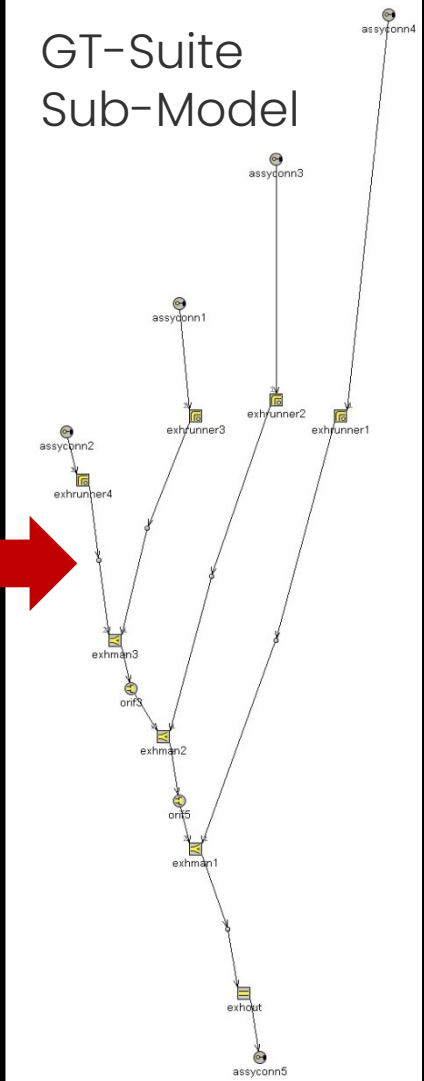 GT-Suite
Sub-Model
assyconn4
assyconn3
assyconn1
exhrunner2
exhrunner3
exhrunner1
assyconn2
exhrunner4
exhman3
orif3
exhman2
orif5
exhman1
exhout
assyconn5